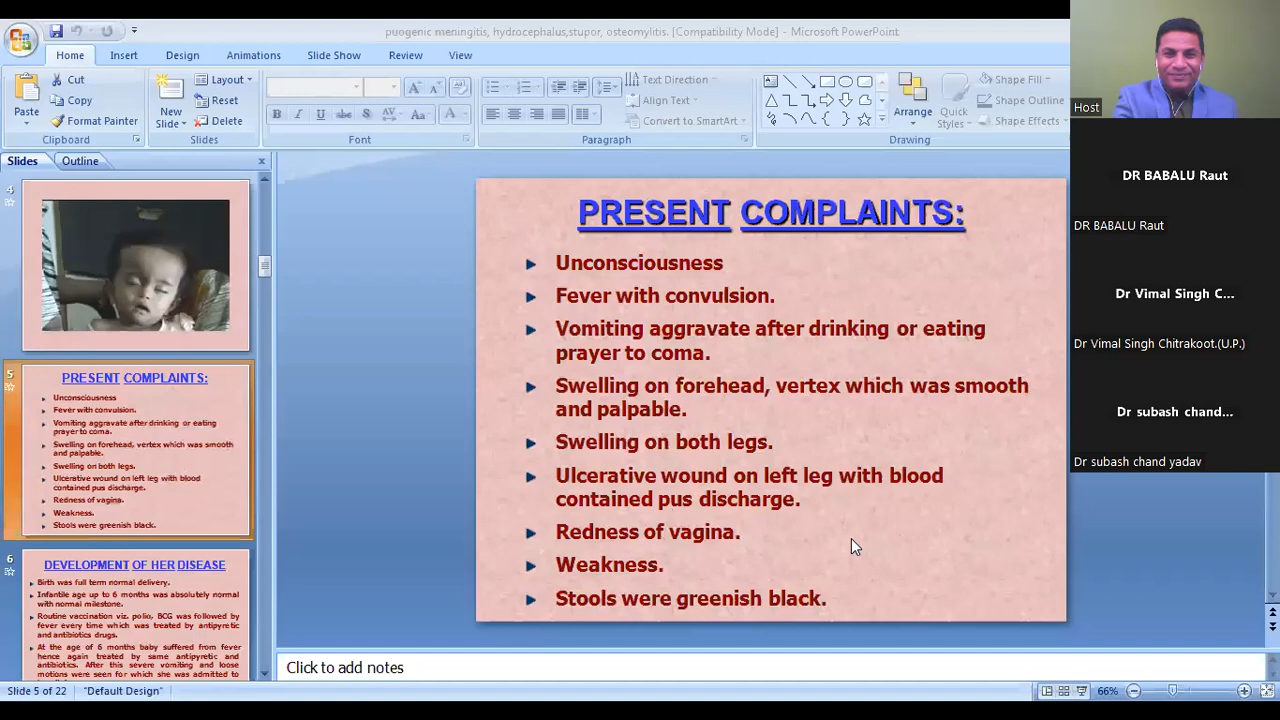 puogenic meningitis, hydrocephalus,stupor, osteomylitis. [Compatibility Mode] - Microsoft PowerPoint
Home Insert Design Animations Slide Show Review View
Paste
Cut
Copy
Format Painter
Clipboard
New
Slide
Layout
Reset
Delete
Slides
B I U abc S AV Aa A
Font
Text Direction
Align Text
Convert to SmartArt
Paragraph
Arrange
Quick
Styles
Shape Fill
Shape Outline
Shape Effects
Drawing
Slides Outline x
4
5
PRESENT COMPLAINTS:
Unconsciousness
Fever with convulsion.
Vomiting aggravate after drinking or eating
prayer to coma.
Swelling on forehead, vertex which was smooth
and palpable.
Swelling on both legs.
Ulcerative wound on left leg with blood
contained pus discharge.
Redness of vagina.
Weakness.
Stools were greenish black.
6
DEVELOPMENT OF HER DISEASE
Birth was full term normal delivery.
Infantile age up to 6 months was absolutely normal
with normal milestone.
Routine vaccination viz. polio, BCG was followed by
fever every time which was treated by antipyretic
and antibiotics drugs.
At the age of 6 months baby suffered from fever
hence again treated by same antipyretic and
antibiotics. After this severe vomiting and loose
motions were seen for which she was admitted to
PRESENT COMPLAINTS:
Unconsciousness
Fever with convulsion.
Vomiting aggravate after drinking or eating
prayer to coma.
Swelling on forehead, vertex which was smooth
and palpable.
Swelling on both legs.
Ulcerative wound on left leg with blood
contained pus discharge.
Redness of vagina.
Weakness.
Stools were greenish black.
Click to add notes
Slide 5 of 22 "Default Design" 66%
Host
DR BABALU Raut
DR BABALU Raut
Dr Vimal Singh C...
Dr Vimal Singh Chitrakoot.(U.P.)
Dr subash chand...
Dr subash chand yadav